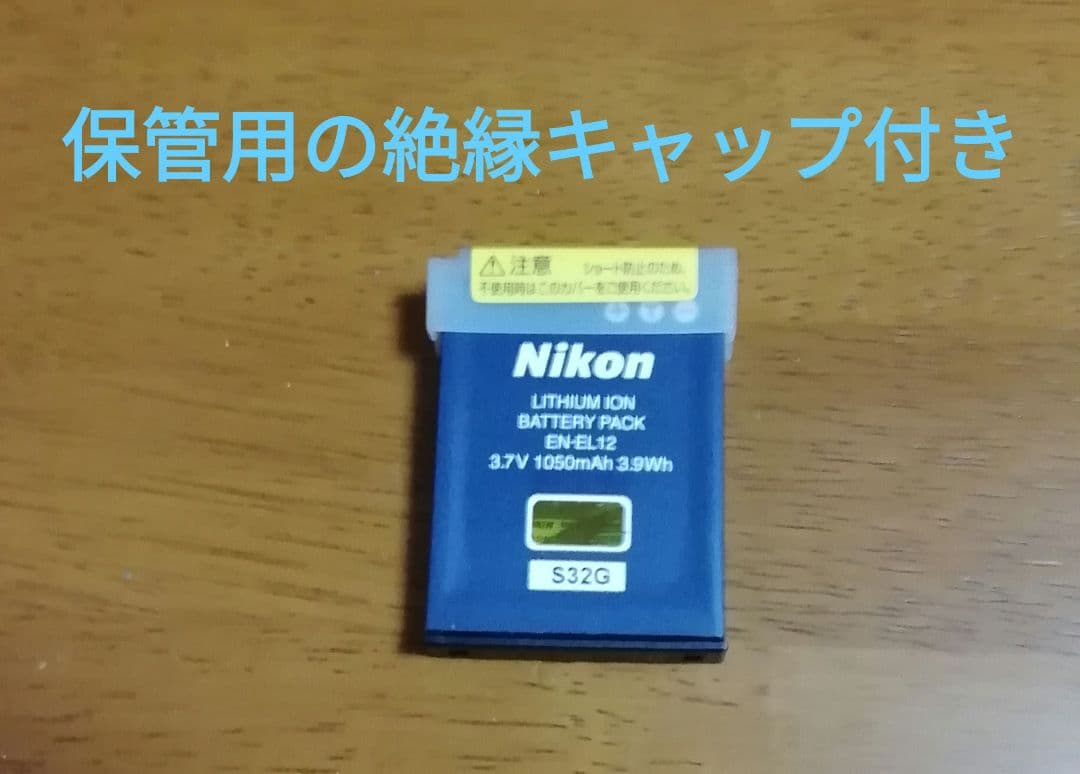 保管用の絶縁キャップ付き
⚠注意 ショート防止のため、
不使用時はこのカバーをご使用ください。
Nikon
LITHIUM ION
BATTERY PACK
EN-EL12
3.7V 1050mAh 3.9Wh
S32G